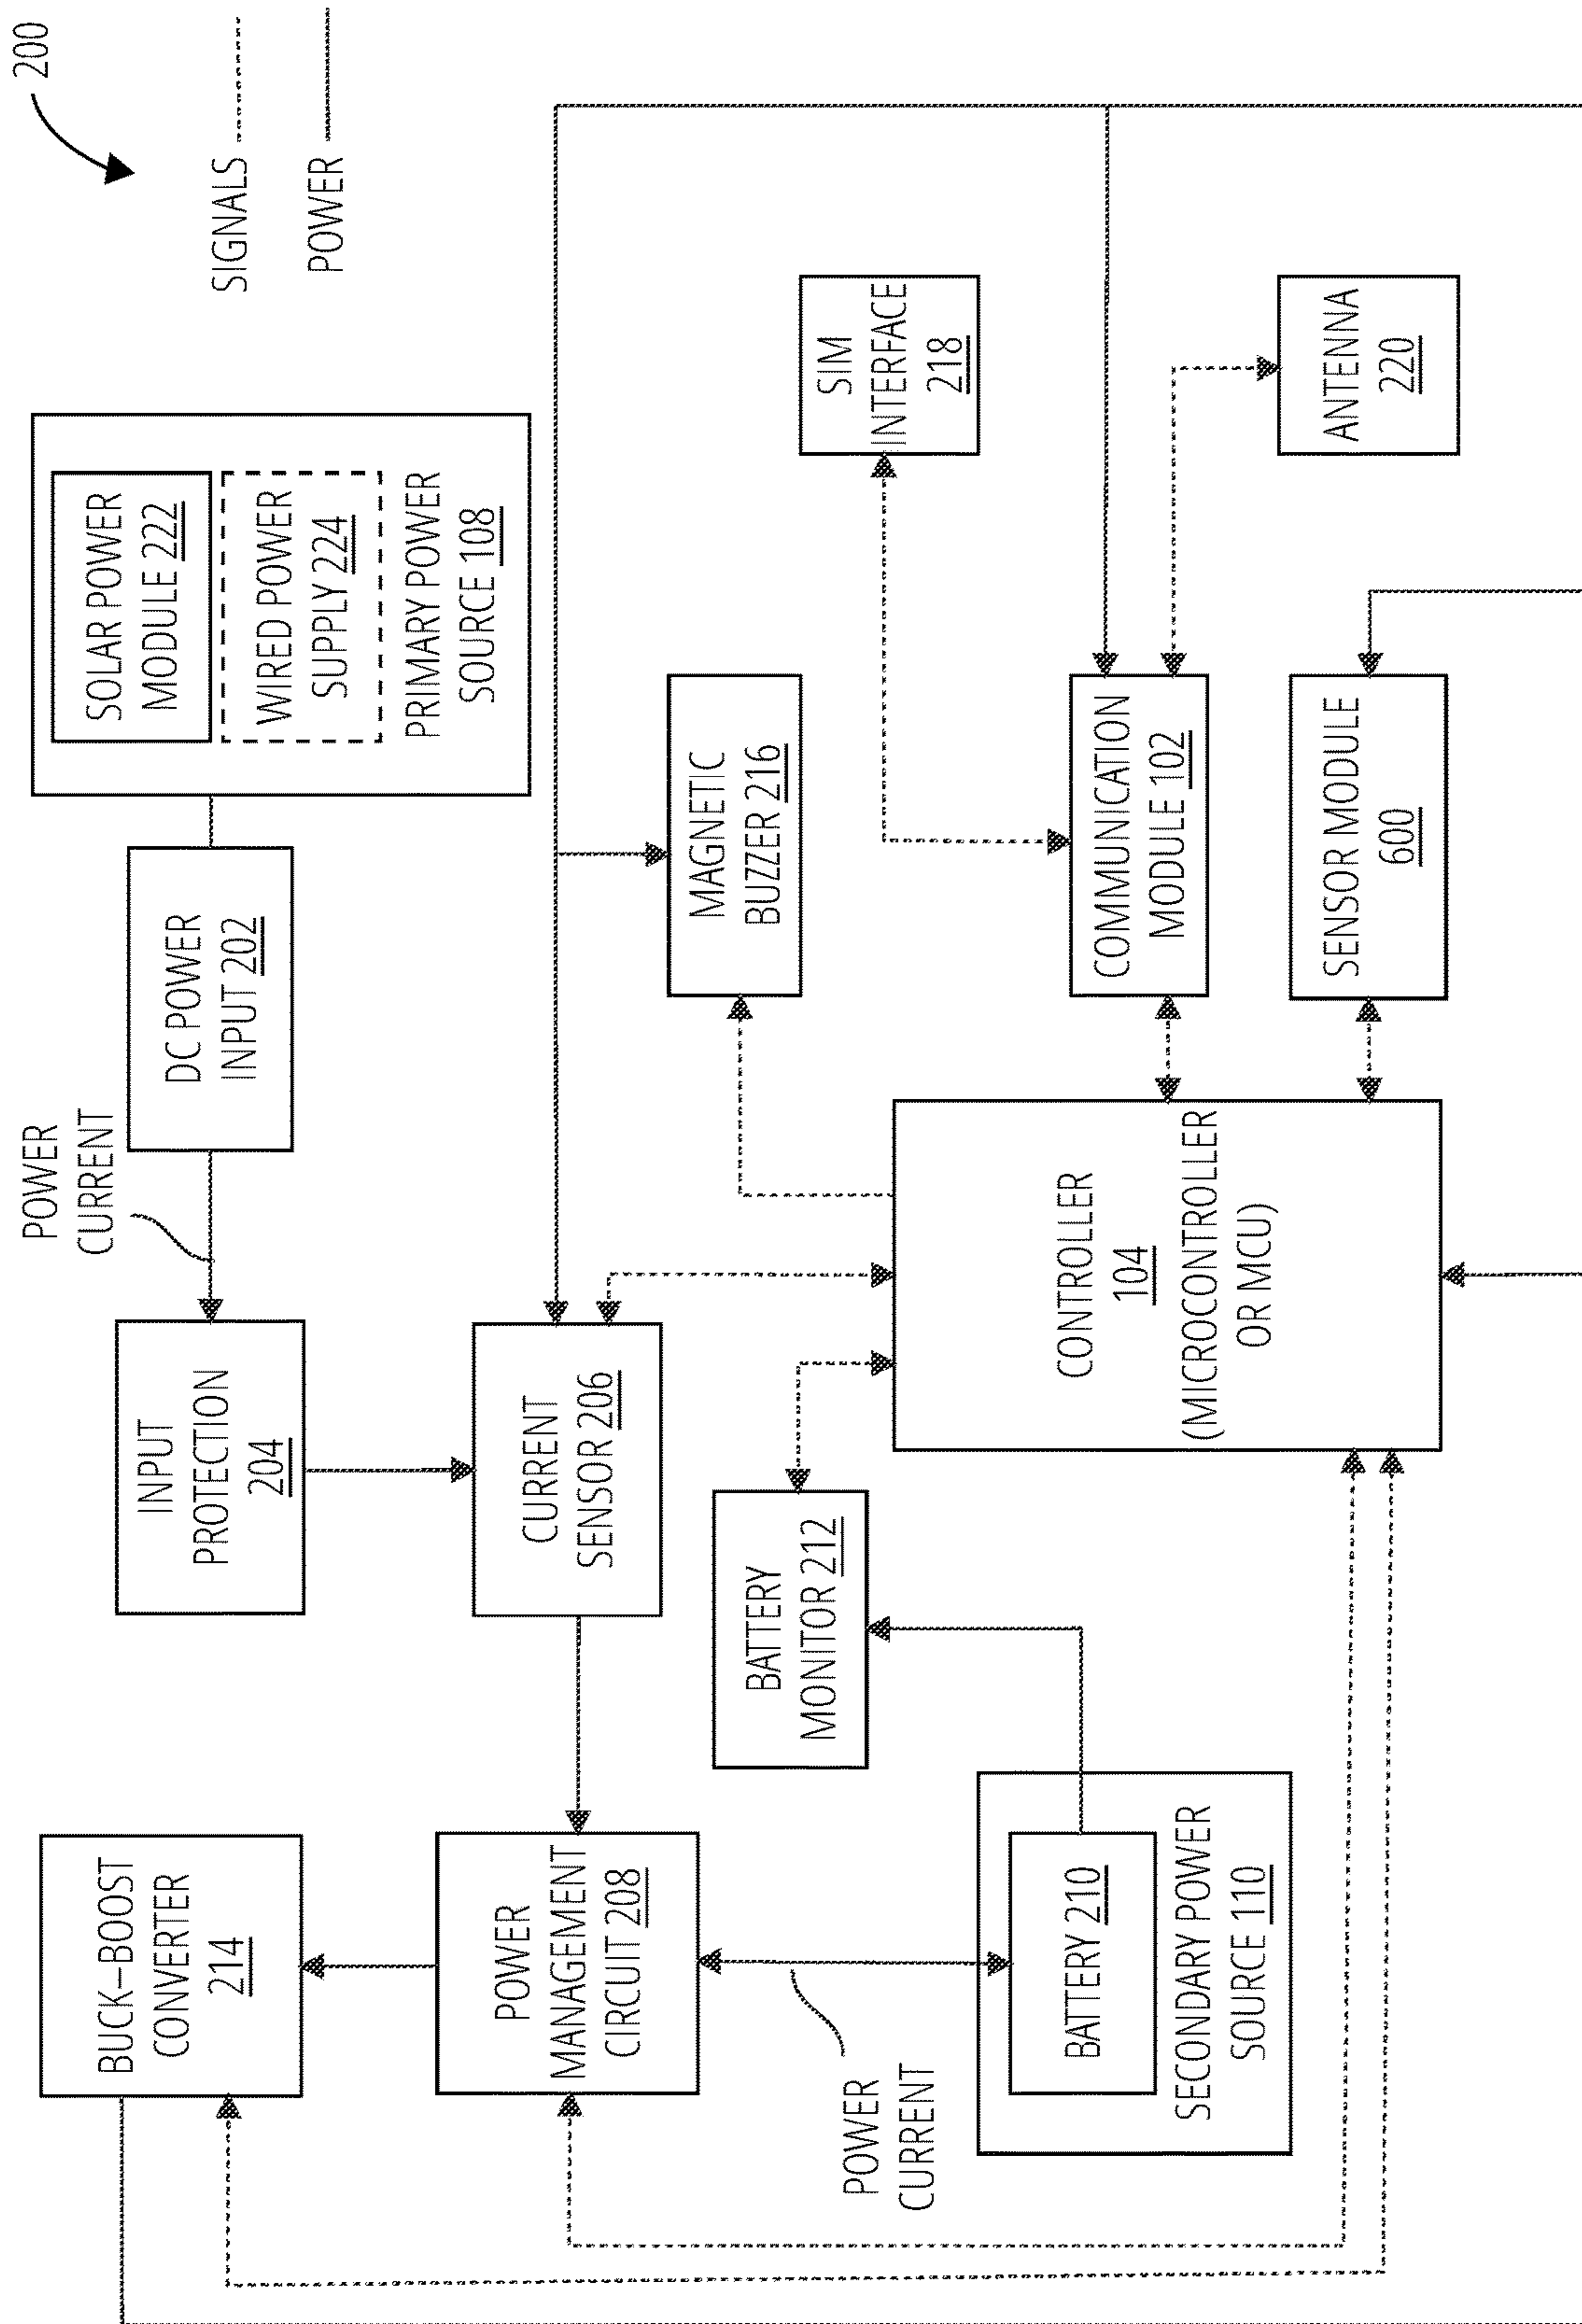 200
SIGNALS
POWER
SOLAR POWER
MODULE 222
WIRED POWER
SUPPLY 224
PRIMARY POWER
SOURCE 108
DC POWER
INPUT 202
POWER
CURRENT
INPUT
PROTECTION
204
CURRENT
SENSOR 206
BUCK–BOOST
CONVERTER
214
POWER
MANAGEMENT
CIRCUIT 208
POWER
CURRENT
BATTERY 210
SECONDARY POWER
SOURCE 110
BATTERY
MONITOR 212
MAGNETIC
BUZZER 216
SIM
INTERFACE
218
CONTROLLER
104
(MICROCONTROLLER
OR MCU)
COMMUNICATION
MODULE 102
ANTENNA
220
SENSOR MODULE
600